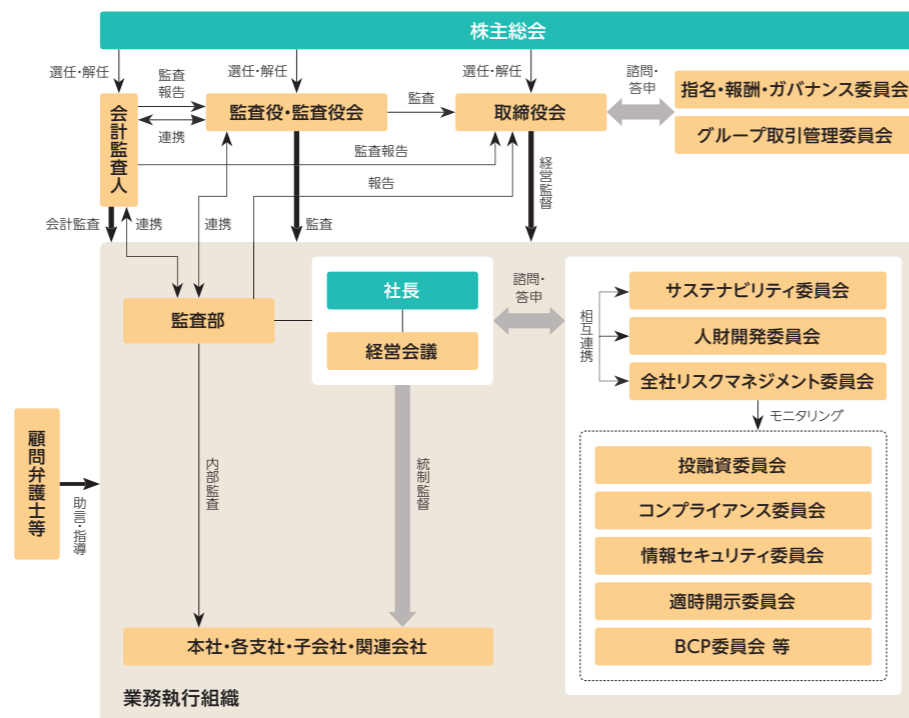 株主総会
選任・解任
監査
報告
選任・解任
選任・解任
諮問・
答申
会計監査人
連携
監査役・監査役会
監査
取締役会
指名・報酬・ガバナンス委員会
グループ取引管理委員会
監査報告
報告
経営監督
会計監査
連携
連携
監査
社長
経営会議
諮問・
答申
監査部
相互連携
サステナビリティ委員会
人財開発委員会
全社リスクマネジメント委員会
モニタリング
顧問弁護士等
助言・指導
内部監査
統制監督
投融資委員会
コンプライアンス委員会
情報セキュリティ委員会
適時開示委員会
BCP委員会 等
本社・各支社・子会社・関連会社
業務執行組織